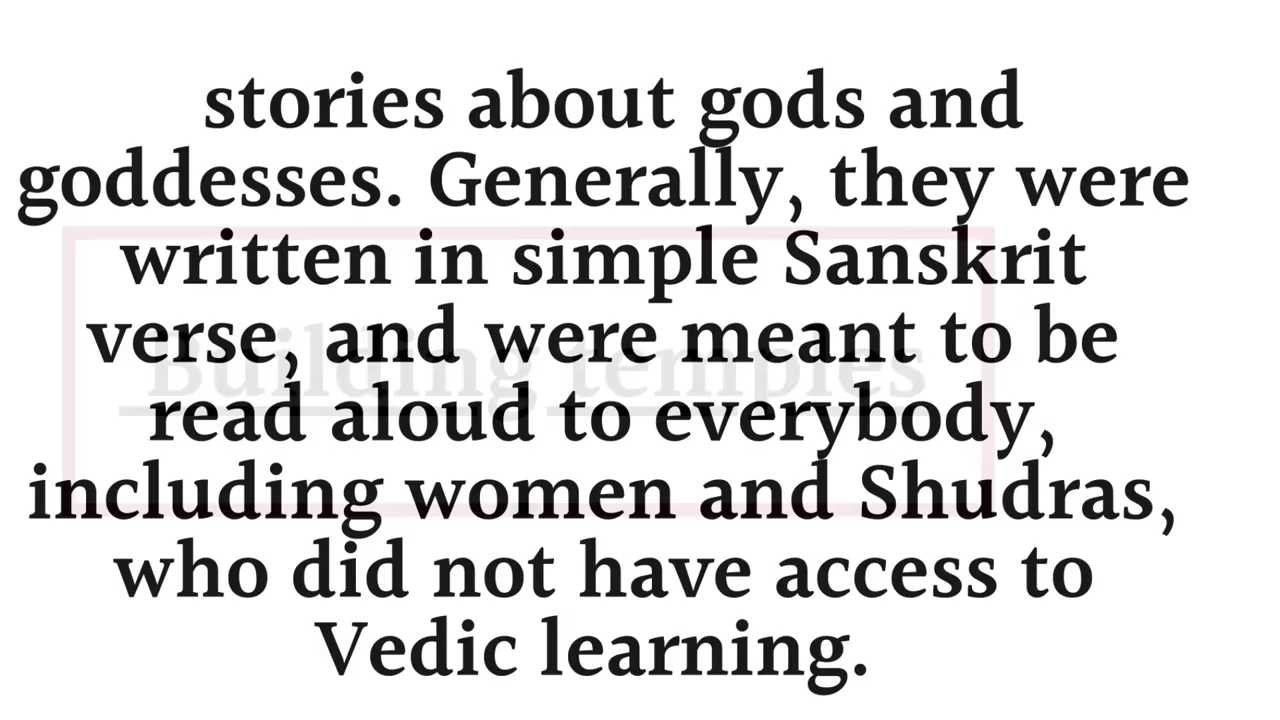 stories about gods and
goddesses. Generally, they were
written in simple Sanskrit
verse, and were meant to be
Building temples
read aloud to everybody,
including women and Shudras,
who did not have access to
Vedic learning.